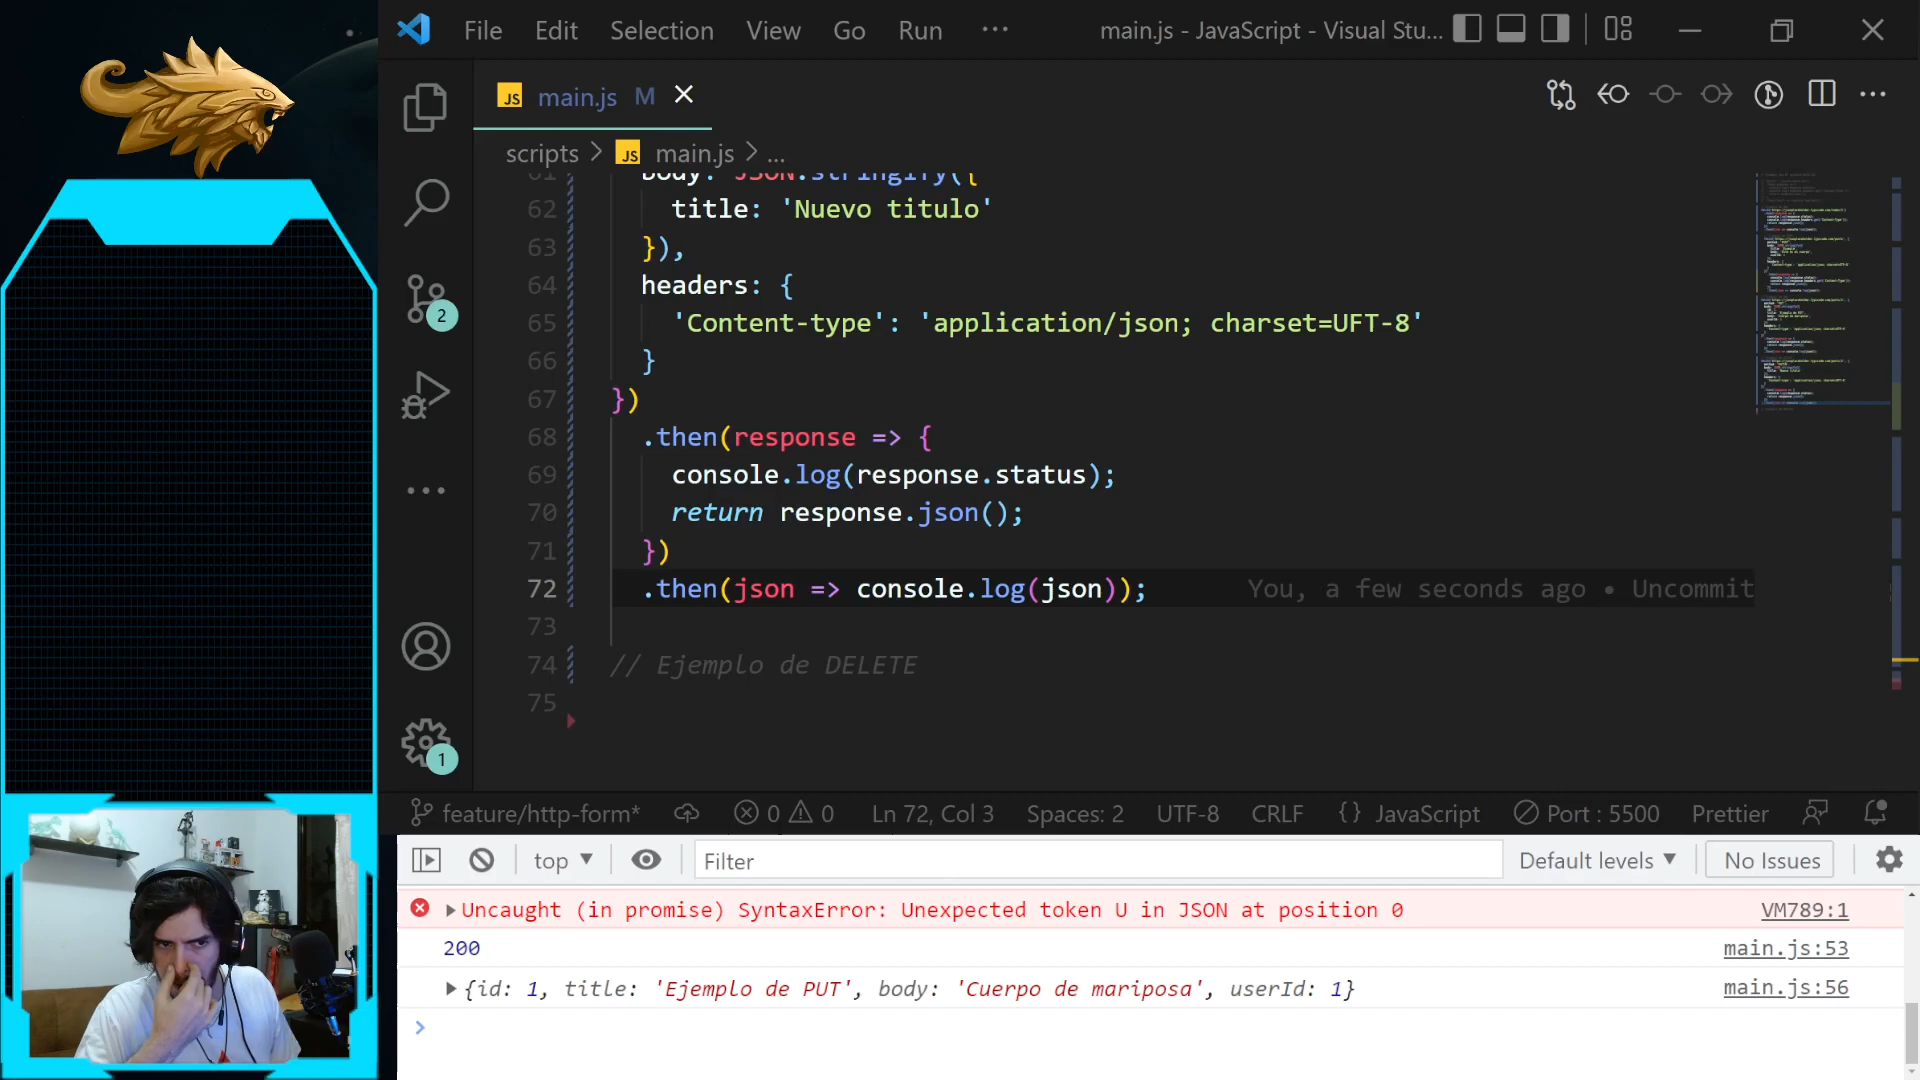 File Edit Selection View Go Run ··· main.js - JavaScript - Visual Stu...
JS main.js M
scripts > JS main.js > ...
61 body: JSON.stringify({
62 title: 'Nuevo titulo'
63 }),
64 headers: {
65 'Content-type': 'application/json; charset=UFT-8'
66 }
67 })
68 .then(response => {
69 console.log(response.status);
70 return response.json();
71 })
72 .then(json => console.log(json)); You, a few seconds ago • Uncommit
73
74 // Ejemplo de DELETE
75
2
1
feature/http-form* 0 0 Ln 72, Col 3 Spaces: 2 UTF-8 CRLF {} JavaScript Port : 5500 Prettier
top Filter Default levels No Issues
Uncaught (in promise) SyntaxError: Unexpected token U in JSON at position 0 VM789:1
200 main.js:53
{id: 1, title: 'Ejemplo de PUT', body: 'Cuerpo de mariposa', userId: 1} main.js:56